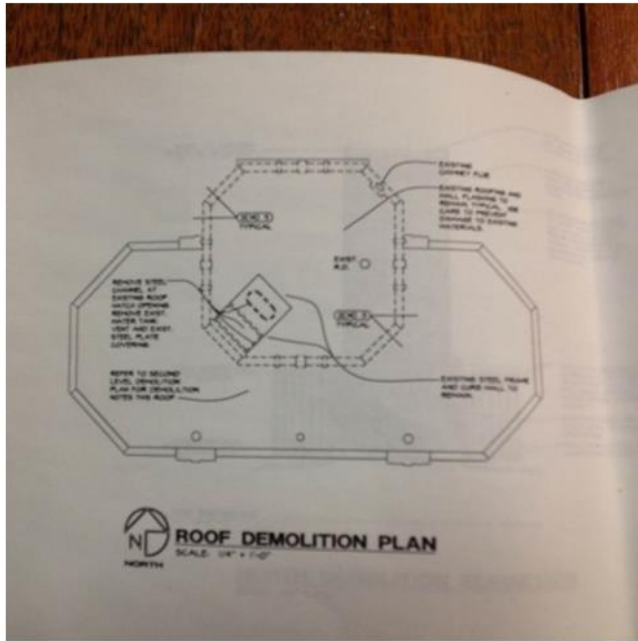 EXISTING
CHIMNEY FLUE
EXISTING ROOFING AND
WALL FLASHING TO
REMAIN, TYPICAL. USE
CARE TO PREVENT
DAMAGE TO EXISTING
MATERIALS.
TYPICAL
EXIST.
R.D.
REMOVE STEEL
CHANNEL AT
EXISTING ROOF
HATCH OPENING.
REMOVE EXIST.
WATER TANK
VENT AND EXIST.
STEEL PLATE
COVERING.
TYPICAL
REFER TO SECOND
LEVEL DEMOLITION
PLAN FOR DEMOLITION
NOTES THIS ROOF
EXISTING STEEL FRAME
AND CURB WALL TO
REMAIN.
N
NORTH
ROOF DEMOLITION PLAN
SCALE: 1/4" = 1'-0"